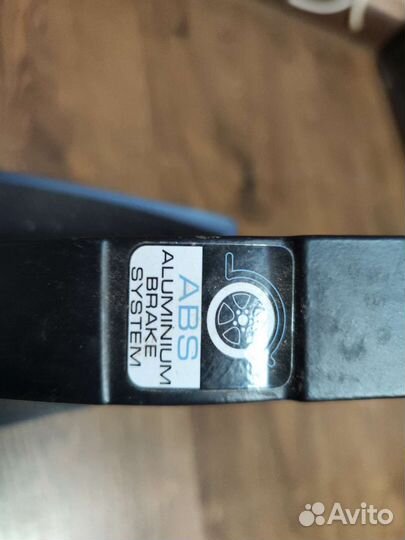 ABS
ALUMINIUM
BRAKE
SYSTEM
Avito